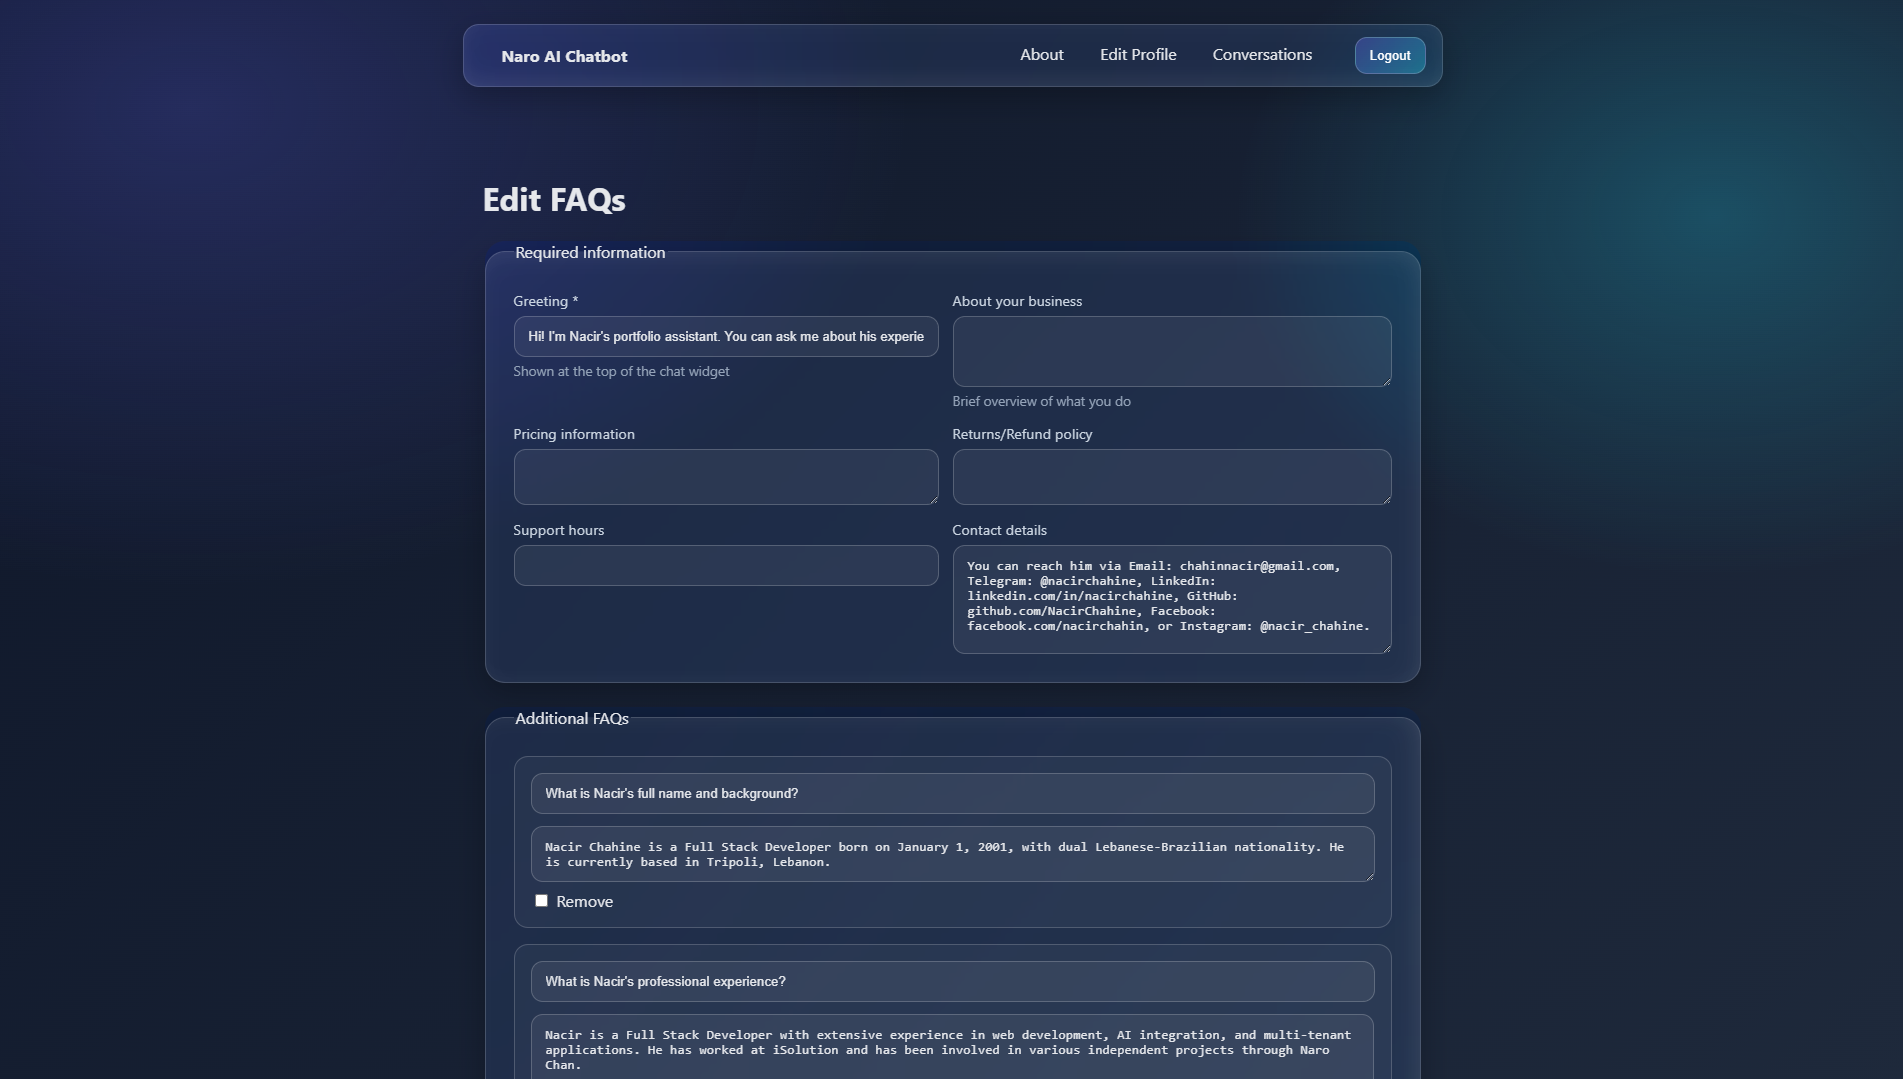 Naro AI Chatbot
About
Edit Profile
Conversations
Logout
Edit FAQs
Required information
Greeting *
Hi! I'm Nacir's portfolio assistant. You can ask me about his experie
Shown at the top of the chat widget
About your business
Brief overview of what you do
Pricing information
Returns/Refund policy
Support hours
Contact details
You can reach him via Email: chahinnacir@gmail.com,
Telegram: @nacirchahine, LinkedIn:
linkedin.com/in/nacirchahine, GitHub:
github.com/NacirChahine, Facebook:
facebook.com/nacirchahin, or Instagram: @nacir_chahine.
Additional FAQs
What is Nacir's full name and background?
Nacir Chahine is a Full Stack Developer born on January 1, 2001, with dual Lebanese-Brazilian nationality. He
is currently based in Tripoli, Lebanon.
Remove
What is Nacir's professional experience?
Nacir is a Full Stack Developer with extensive experience in web development, AI integration, and multi-tenant
applications. He has worked at iSolution and has been involved in various independent projects through Naro
Chan.